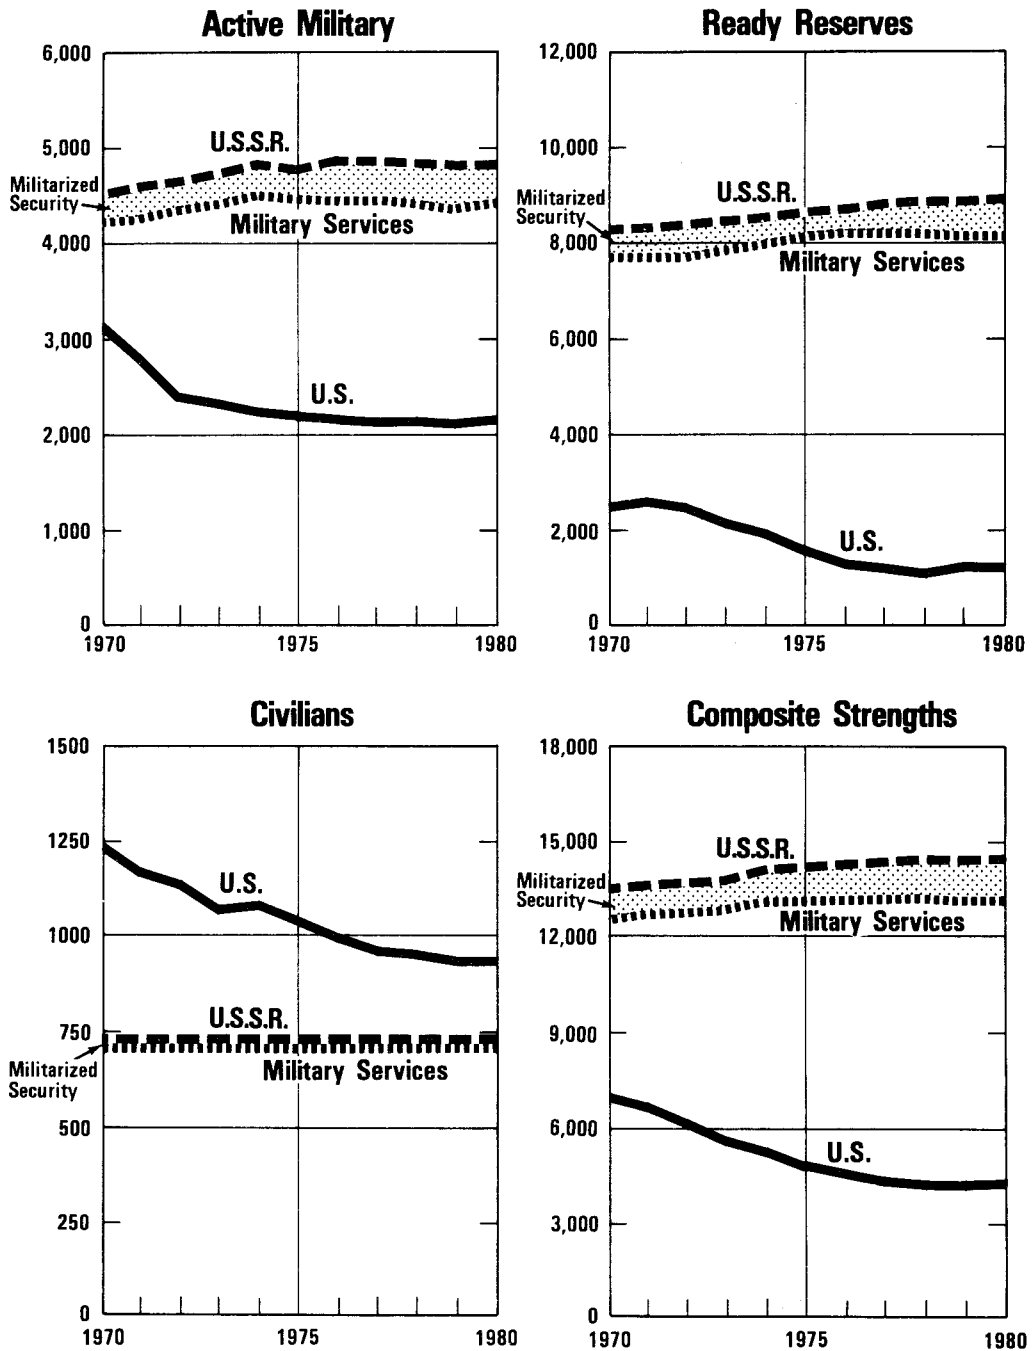 Active Military
6,000
5,000
4,000
3,000
2,000
1,000
0
U.S.S.R.
Militarized
Security
Military Services
U.S.
1970
1975
1980
Ready Reserves
12,000
10,000
8,000
6,000
4,000
2,000
0
U.S.S.R.
Militarized
Security
Military Services
U.S.
1970
1975
1980
Civilians
1500
1250
1000
750
500
250
0
U.S.
U.S.S.R.
Militarized
Security
Military Services
1970
1975
1980
Composite Strengths
18,000
15,000
12,000
9,000
6,000
3,000
0
U.S.S.R.
Militarized
Security
Military Services
U.S.
1970
1975
1980